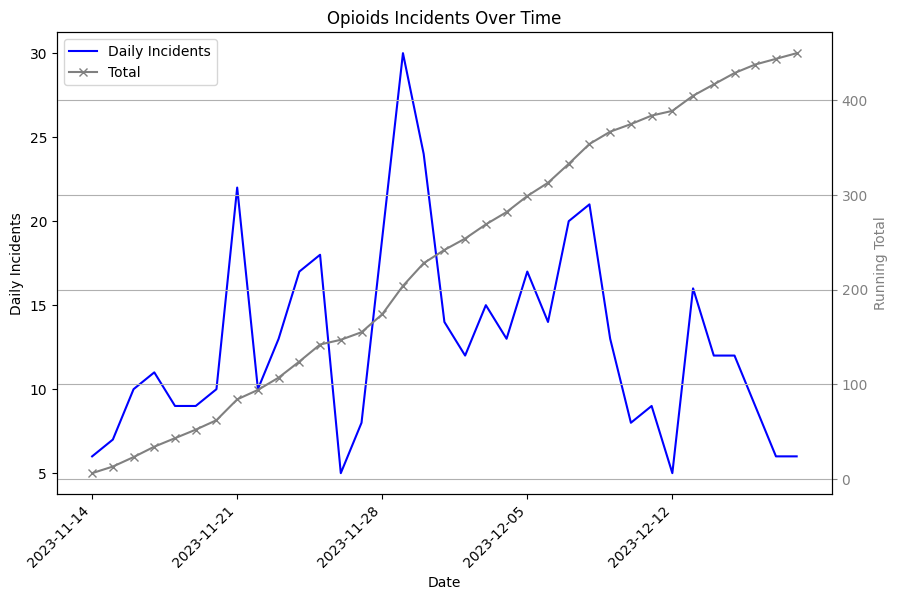 Opioids Incidents Over Time
Daily Incidents
Total
30
25
20
15
10
5
Daily Incidents
400
300
200
100
0
Running Total
2023-11-14
2023-11-21
2023-11-28
2023-12-05
2023-12-12
Date